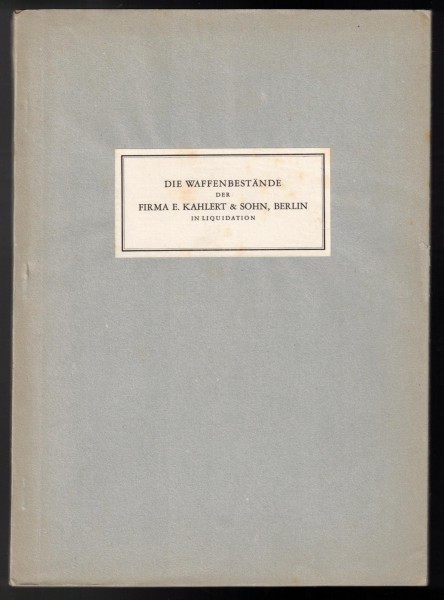 DIE WAFFENBESTÄNDE
DER
FIRMA E. KAHLERT & SOHN, BERLIN
IN LIQUIDATION